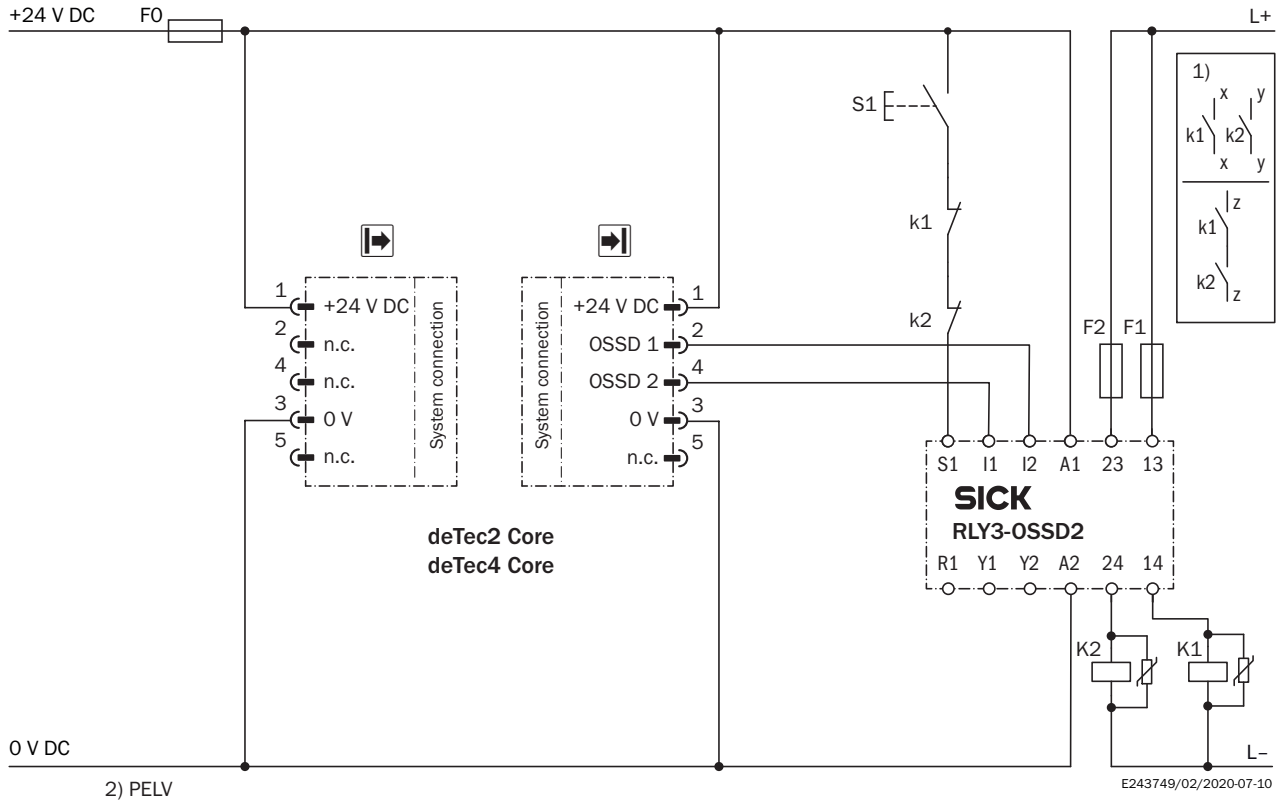 +24 V DC F0 L+
1)
x y
k1 k2
x y
z
k1
k2
z
S1
k1
k2
F2 F1
1 +24 V DC
2 n.c.
4 n.c.
3 0 V
5 n.c.
System connection
System connection
+24 V DC 1
OSSD 1 2
OSSD 2 4
0 V 3
n.c. 5
deTec2 Core
deTec4 Core
S1 I1 I2 A1 23 13
SICK
RLY3-OSSD2
R1 Y1 Y2 A2 24 14
K2 K1
0 V DC L–
2) PELV
E243749/02/2020-07-10